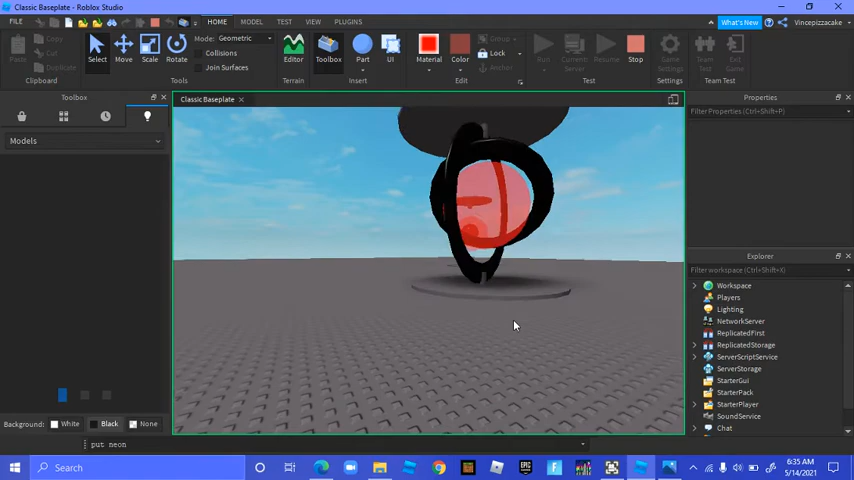 Classic Baseplate - Roblox Studio
FILE
HOME MODEL TEST VIEW PLUGINS
What's New Vincepizzacake
Paste Copy Cut Duplicate
Select Move Scale Rotate
Mode: Geometric
Collisions
Join Surfaces
Editor Toolbox Part UI Material Color
Group Lock Anchor
Run Current: Server Resume Stop Game Settings Team Test Exit Game
Clipboard Tools Terrain Insert Edit Test Settings Team Test
Toolbox
Classic Baseplate
Properties
Filter Properties (Ctrl+Shift+P)
Models
Explorer
Filter workspace (Ctrl+Shift+X)
Workspace
Players
Lighting
NetworkServer
ReplicatedFirst
ReplicatedStorage
ServerScriptService
ServerStorage
StarterGui
StarterPack
StarterPlayer
SoundService
Chat
Background: White Black None
put neon
Search
EPIC
6:35 AM
5/14/2021